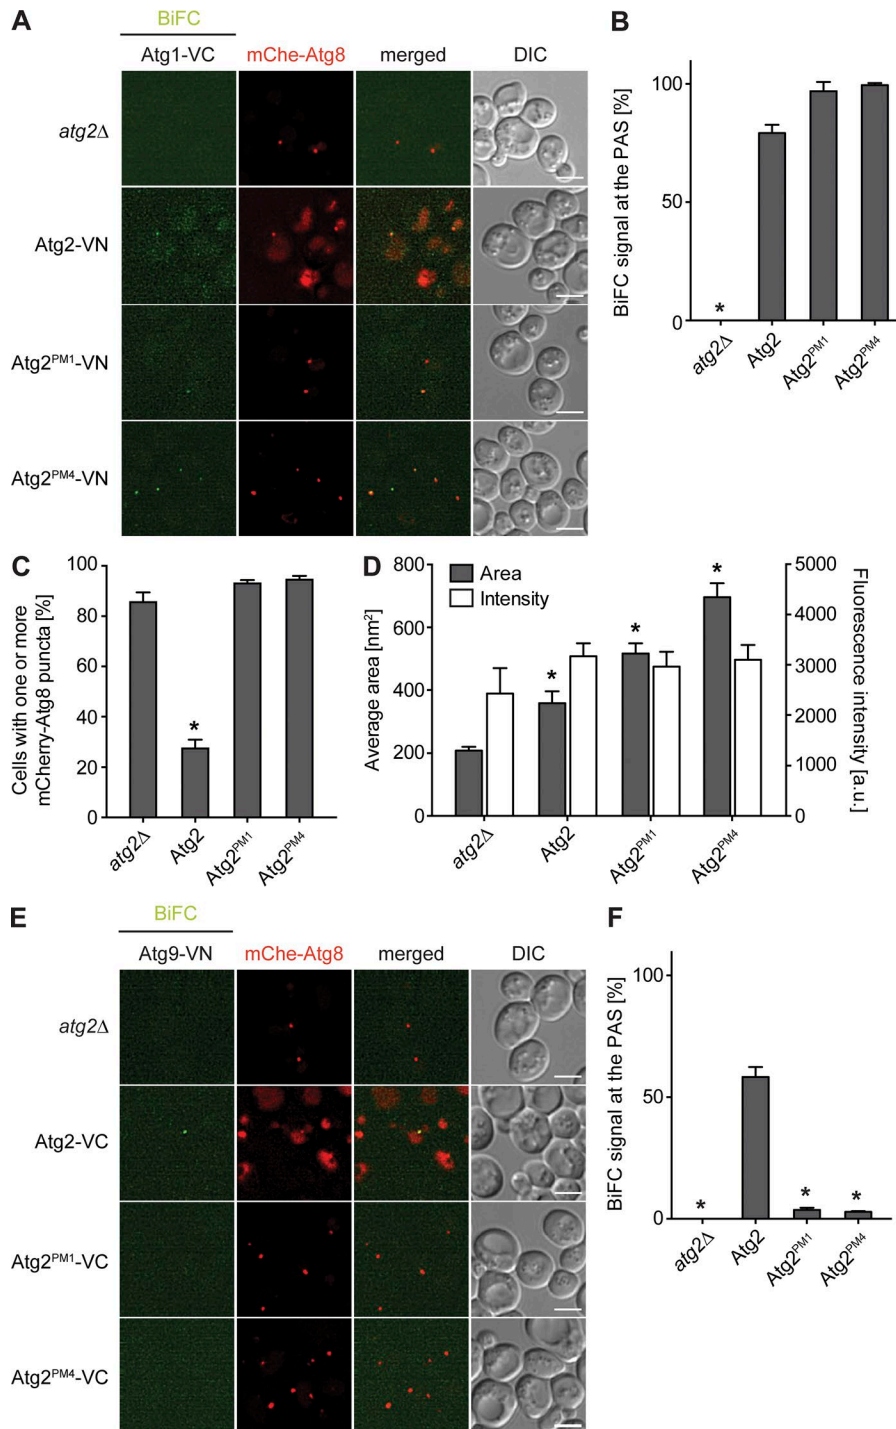 A
BiFC
Atg1-VC mChe-Atg8 merged DIC
atg2Δ
Atg2-VN
Atg2PM1-VN
Atg2PM4-VN
B
BiFC signal at the PAS [%]
100
50
0
*
atg2Δ Atg2 Atg2PM1 Atg2PM4
C
Cells with one or more
mCherry-Atg8 puncta [%]
100
80
60
40
20
0
*
atg2Δ Atg2 Atg2PM1 Atg2PM4
D
Area
Intensity
Average area [nm²]
800
600
400
200
0
* * *
Fluorescence intensity [a.u.]
5000
4000
3000
2000
1000
0
atg2Δ Atg2 Atg2PM1 Atg2PM4
E
BiFC
Atg9-VN mChe-Atg8 merged DIC
atg2Δ
Atg2-VC
Atg2PM1-VC
Atg2PM4-VC
F
BiFC signal at the PAS [%]
100
50
0
* * *
atg2Δ Atg2 Atg2PM1 Atg2PM4